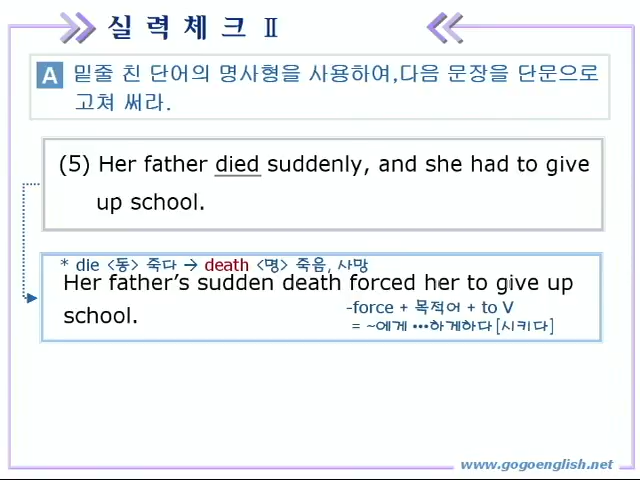 실 력 체 크 Ⅱ
A 밑줄 친 단어의 명사형을 사용하여,다음 문장을 단문으로
고쳐 써라.
(5) Her father died suddenly, and she had to give
up school.
* die <동> 죽다 → death <명> 죽음, 사망
Her father’s sudden death forced her to give up
school.
-force + 목적어 + to V
= ~에게 …하게하다[시키다]
www.gogoenglish.net